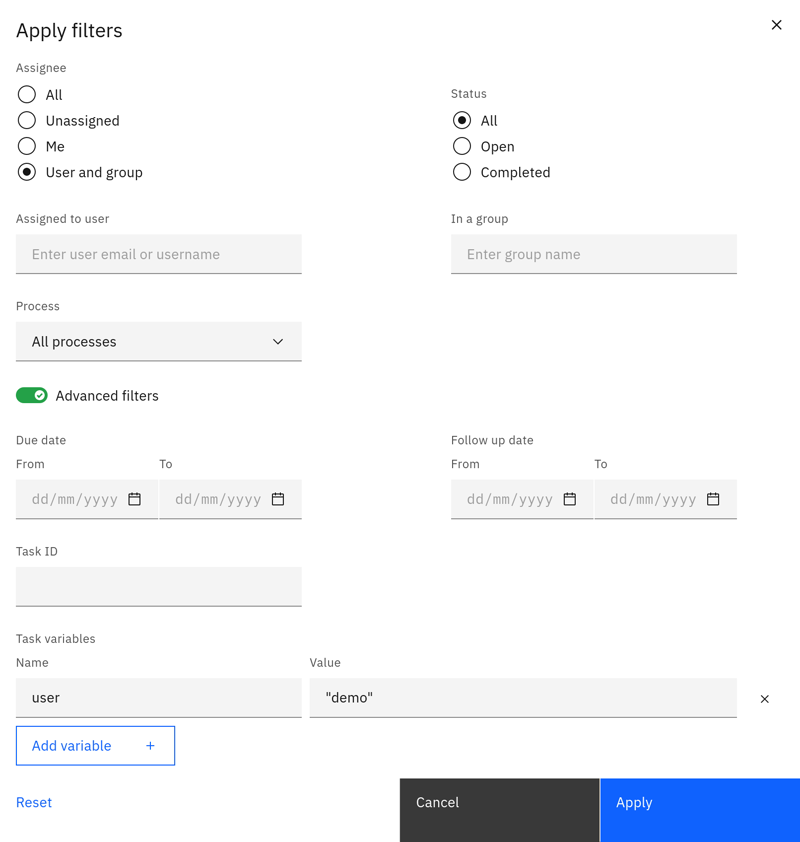 Apply filters
Assignee
All
Unassigned
Me
User and group
Status
All
Open
Completed
Assigned to user
Enter user email or username
In a group
Enter group name
Process
All processes
Advanced filters
Due date
From To
dd/mm/yyyy dd/mm/yyyy
Follow up date
From To
dd/mm/yyyy dd/mm/yyyy
Task ID
Task variables
Name Value
user "demo"
Add variable +
Reset Cancel Apply